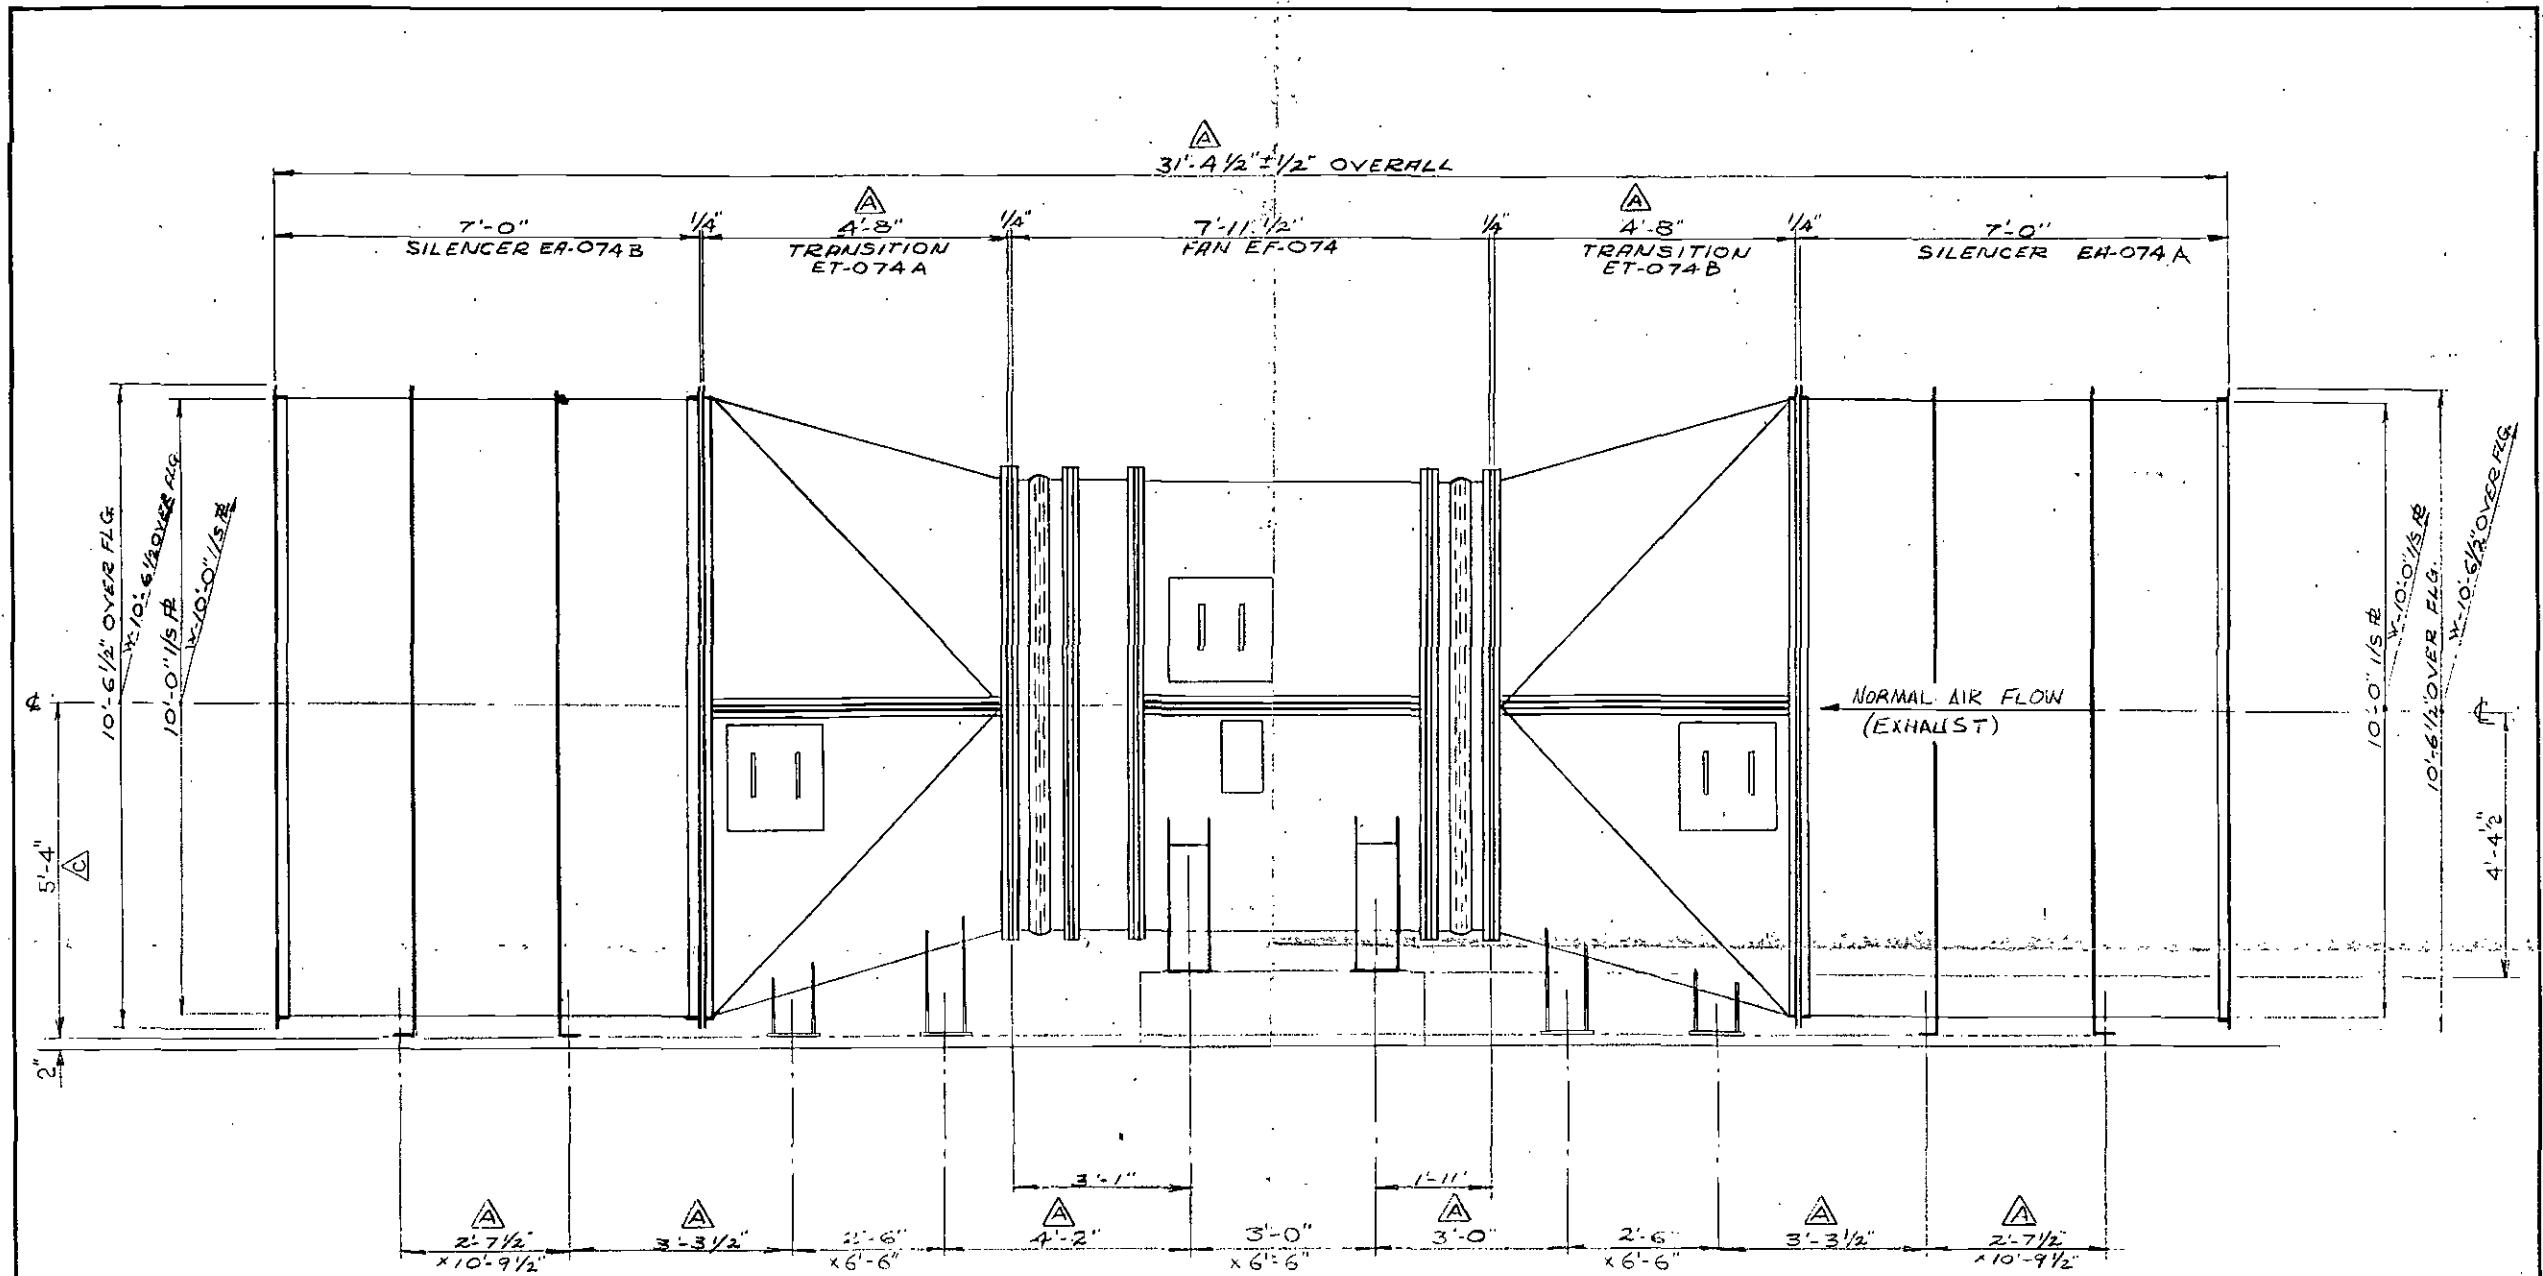 A
31'-4 1/2" ± 1/2" OVERALL
7'-0"
SILENCER EA-074B
1/4"
A
4'-8"
TRANSITION
ET-074A
1/4"
7'-11 1/2"
FAN EF-074
1/4"
A
4'-8"
TRANSITION
ET-074B
1/4"
7'-0"
SILENCER EA-074A
10'-6 1/2" OVER FLG
W-10'-6 1/2 OVER FLG.
10'-0" I/S PL
W-10'-0" I/S PL
℄
5'-4"
C
2"
NORMAL AIR FLOW
(EXHAUST)
10'-0" I/S PL
W-10'-0" I/S PL
10'-6 1/2" OVER FLG.
W-10'-6 1/2" OVER FLG.
℄
4'-4 1/2"
3'-1"
1'-11"
A
2'-7 1/2"
x 10'-9 1/2"
A
3'-3 1/2"
2'-6"
x 6'-6"
A
4'-2"
3'-0"
x 6'-6"
A
3'-0"
2'-6"
x 6'-6"
A
3'-3 1/2"
A
2'-7 1/2"
x 10'-9 1/2"